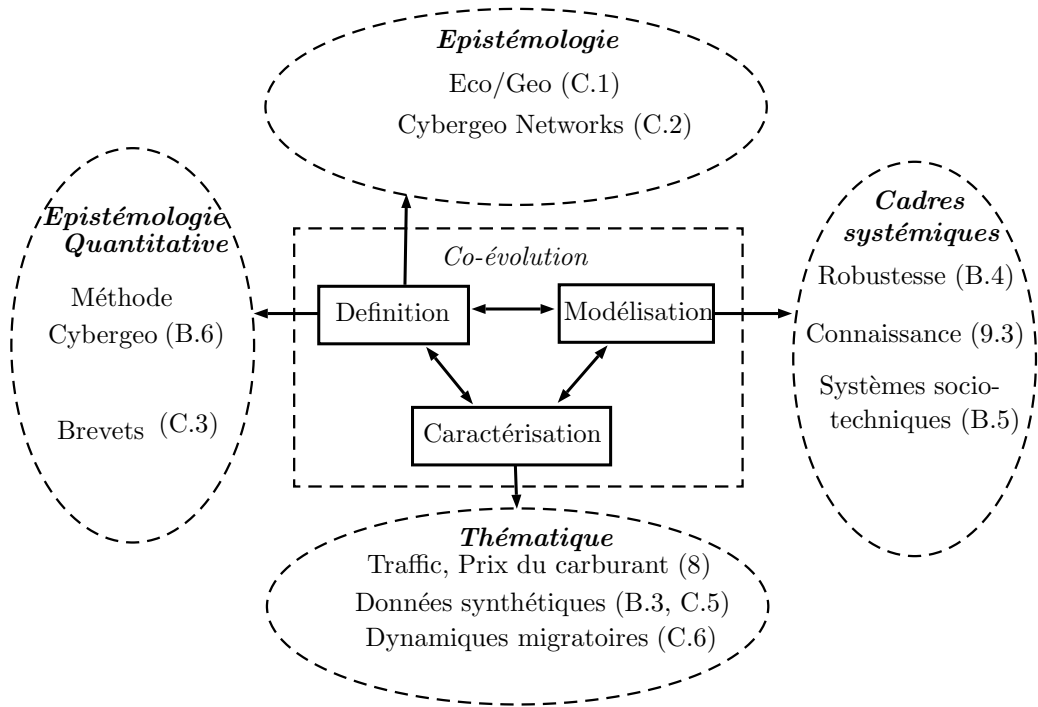 Epistémologie
Eco/Geo (C.1)
Cybergeo Networks (C.2)
Epistémologie
Quantitative
Méthode
Cybergeo (B.6)
Brevets (C.3)
Co-évolution
Definition
Modélisation
Caractérisation
Cadres
systémiques
Robustesse (B.4)
Connaissance (9.3)
Systèmes socio-
techniques (B.5)
Thématique
Traffic, Prix du carburant (8)
Données synthétiques (B.3, C.5)
Dynamiques migratoires (C.6)